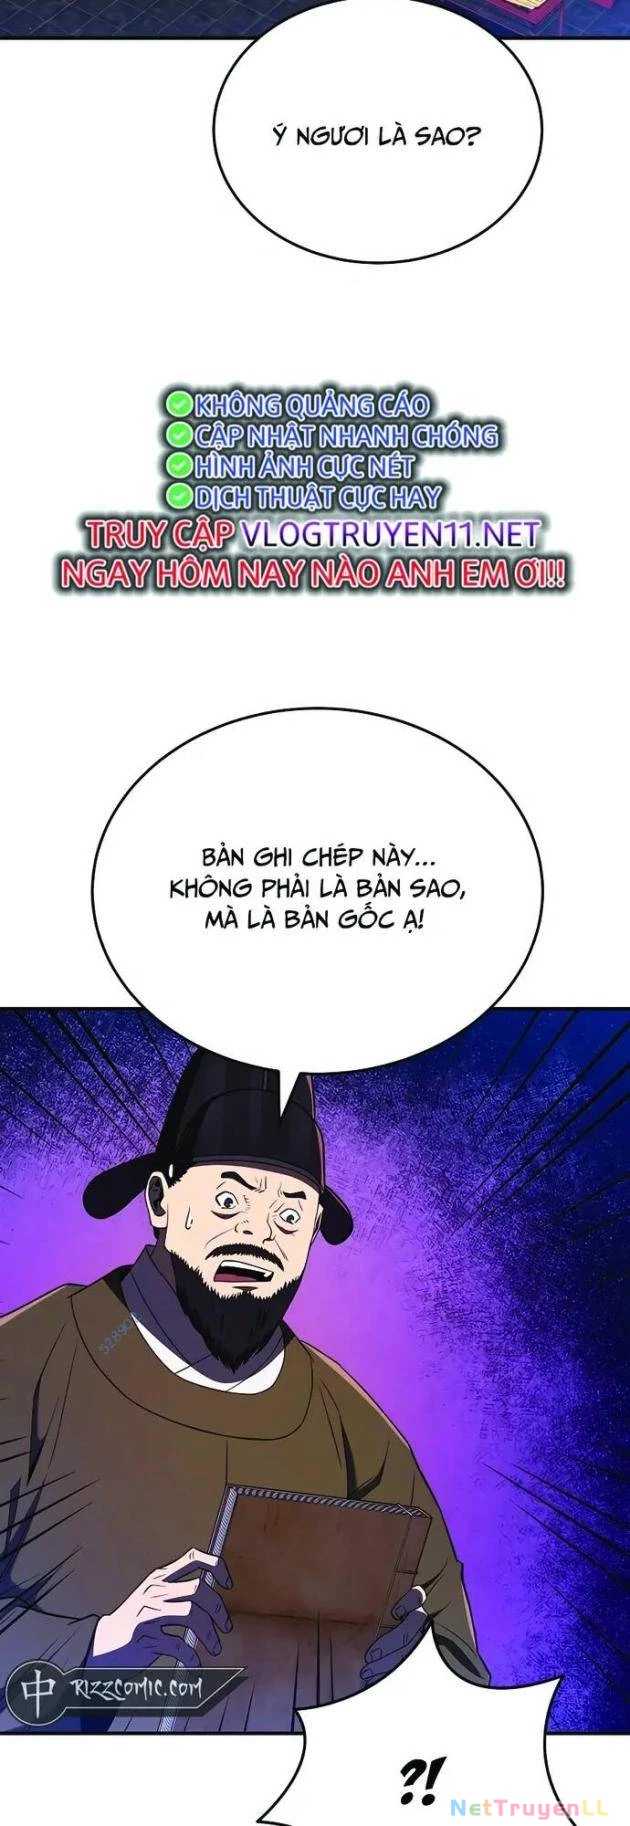 Ý NGƯƠI LÀ SAO?
KHÔNG QUẢNG CÁO
CẬP NHẬT NHANH CHÓNG
HÌNH ẢNH CỰC NÉT
DỊCH THUẬT CỰC HAY
TRUY CẬP VLOGTRUYEN11.NET
NGAY HÔM NAY NÀO ANH EM ƠI!!
BẢN GHI CHÉP NÀY...
KHÔNG PHẢI LÀ BẢN SAO,
MÀ LÀ BẢN GỐC Ạ!
中 RIZZCOMIC.COM
?!
NetTruyenLL